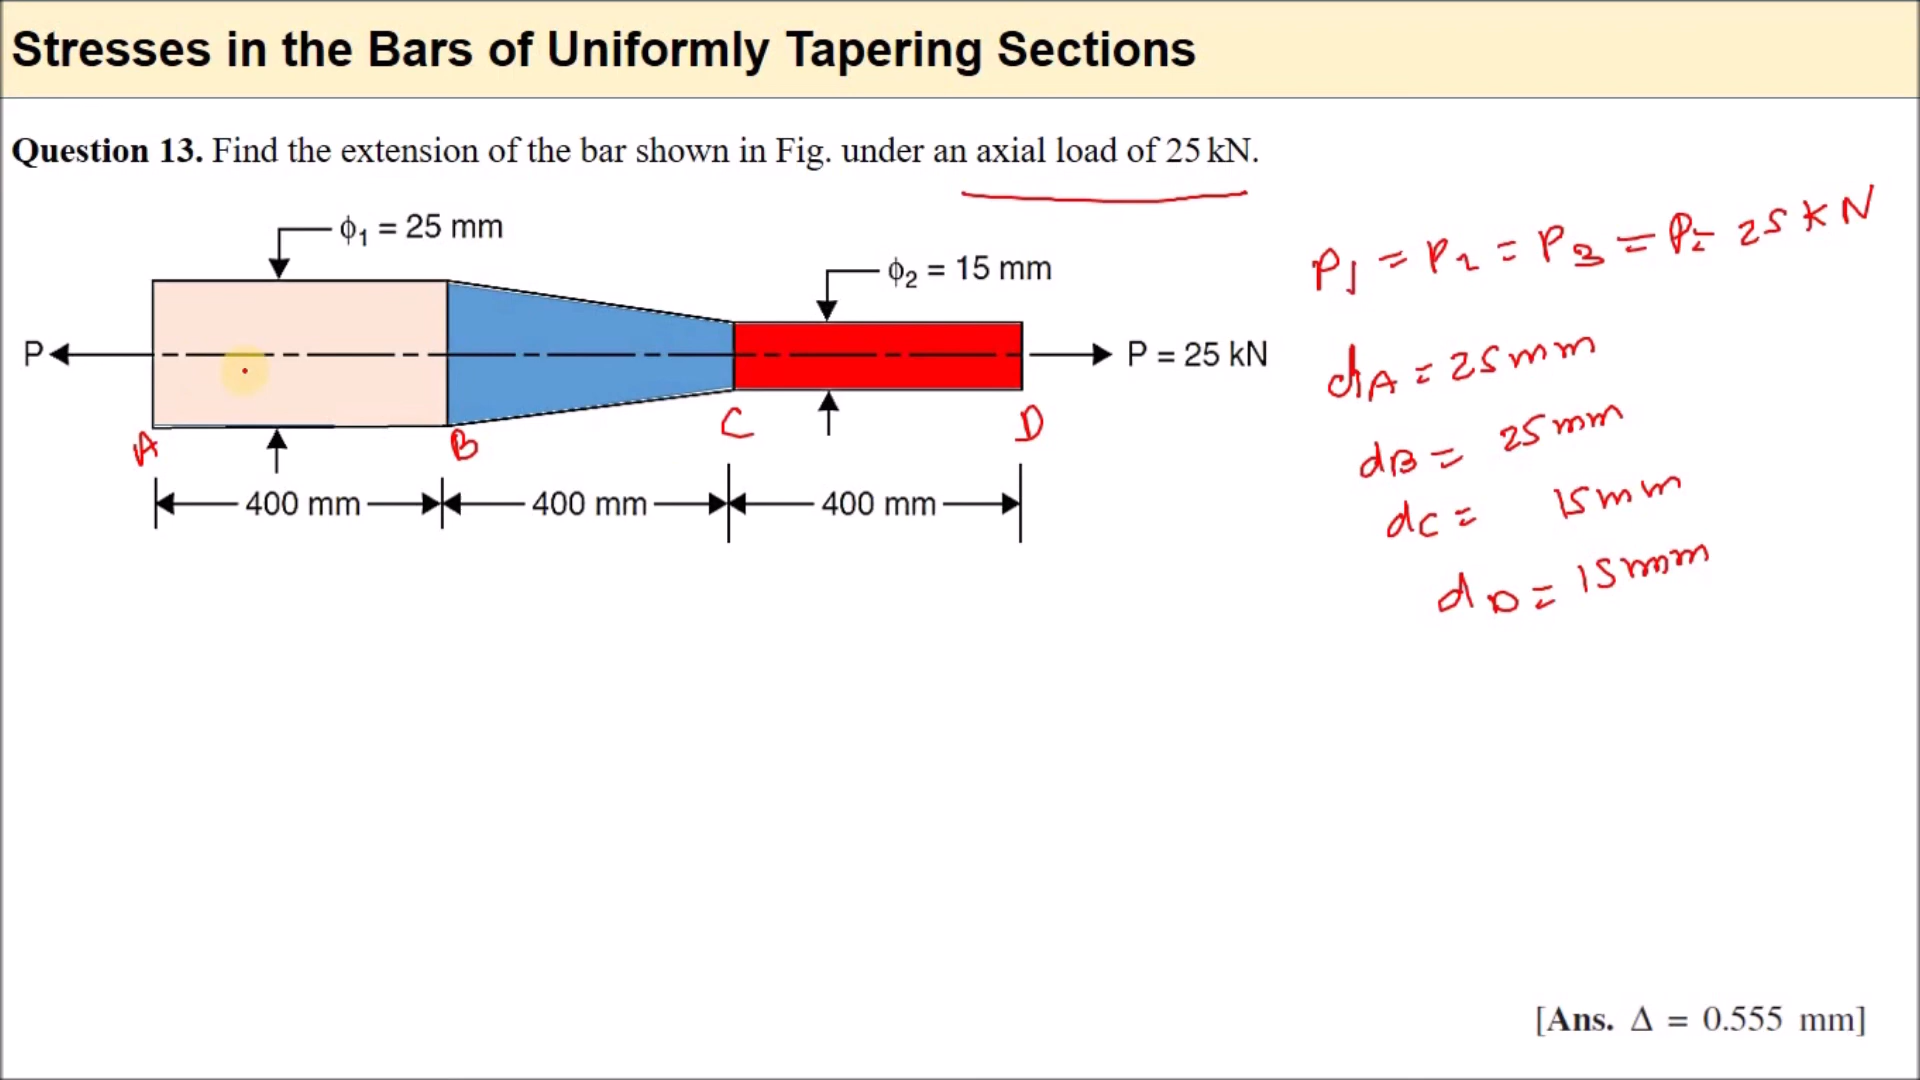 Stresses in the Bars of Uniformly Tapering Sections
Question 13. Find the extension of the bar shown in Fig. under an axial load of 25 kN.
ϕ1 = 25 mm
ϕ2 = 15 mm
P
P = 25 kN
A
B
C
D
400 mm
400 mm
400 mm
P1 = P2 = P3 = P = 25 kN
dA = 25 mm
dB = 25 mm
dC = 15 mm
dD = 15 mm
[Ans. Δ = 0.555 mm]